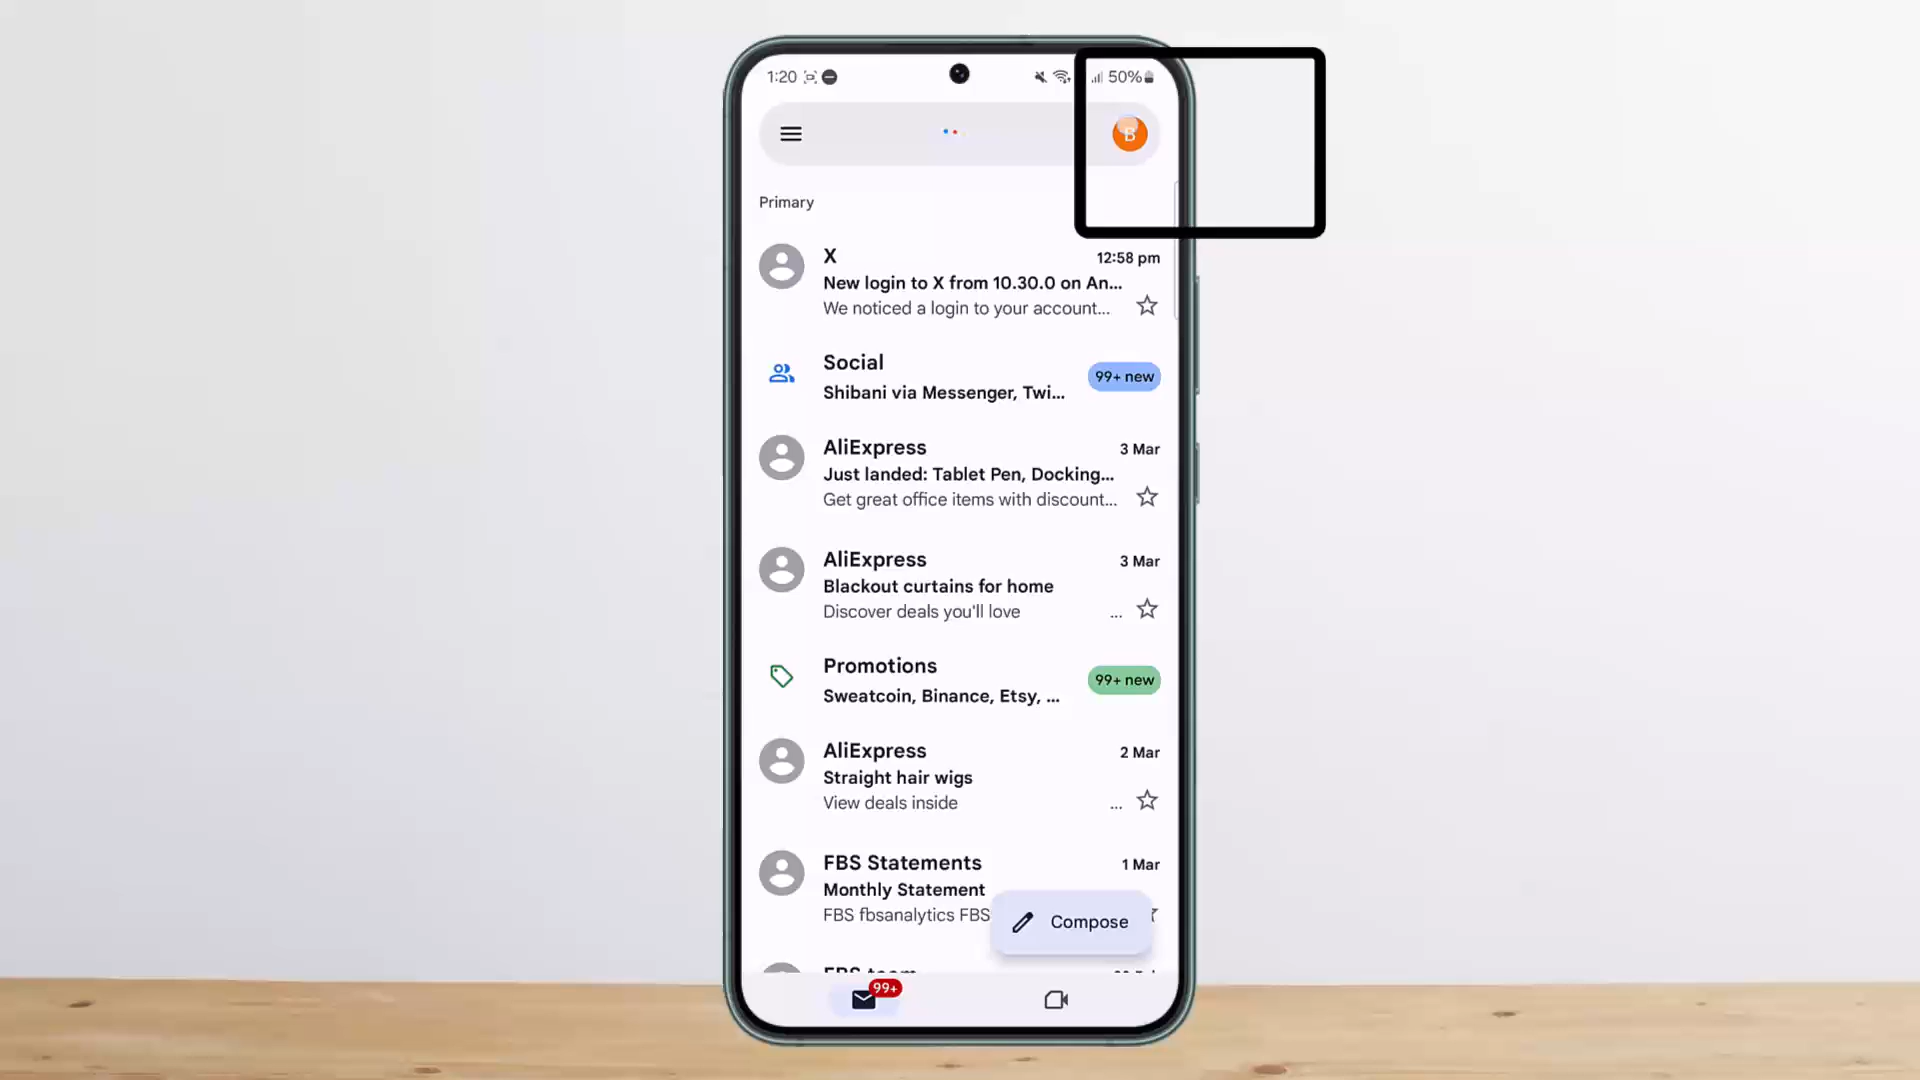 1:20 50%
B
Primary
X 12:58 pm
New login to X from 10.30.0 on An...
We noticed a login to your account...
Social 99+ new
Shibani via Messenger, Twi...
AliExpress 3 Mar
Just landed: Tablet Pen, Docking...
Get great office items with discount...
AliExpress 3 Mar
Blackout curtains for home
Discover deals you'll love ...
Promotions 99+ new
Sweatcoin, Binance, Etsy, ...
AliExpress 2 Mar
Straight hair wigs
View deals inside ...
FBS Statements 1 Mar
Monthly Statement
FBS fbsanalytics FBS
Compose
FBS team
99+